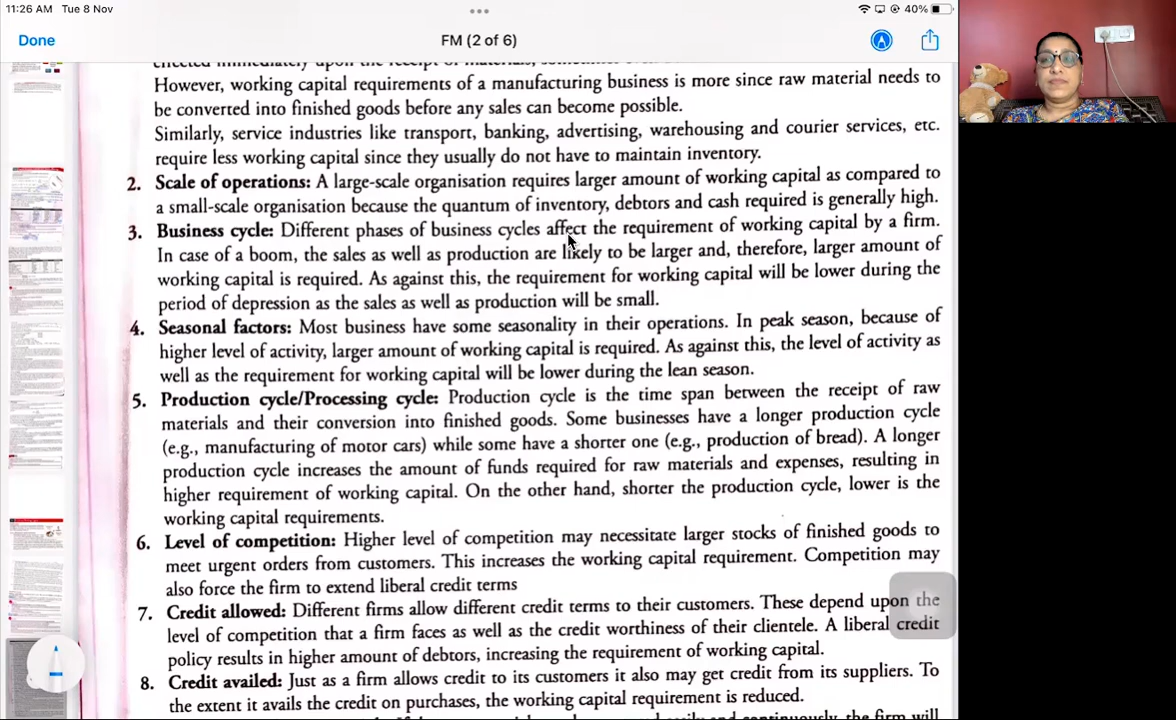 11:26 AM Tue 8 Nov
40%
Done
FM (2 of 6)
effected immediately upon the receipt of materials, sometimes even
However, working capital requirements of a manufacturing business is more since raw material needs to
be converted into finished goods before any sales can become possible.
Similarly, service industries like transport, banking, advertising, warehousing and courier services, etc.
require less working capital since they usually do not have to maintain inventory.
2. Scale of operations: A large-scale organisation requires larger amount of working capital as compared to
a small-scale organisation because the quantum of inventory, debtors and cash required is generally high.
3. Business cycle: Different phases of business cycles affect the requirement of working capital by a firm.
In case of a boom, the sales as well as production are likely to be larger and, therefore, larger amount of
working capital is required. As against this, the requirement for working capital will be lower during the
period of depression as the sales as well as production will be small.
4. Seasonal factors: Most business have some seasonality in their operations. In peak season, because of
higher level of activity, larger amount of working capital is required. As against this, the level of activity as
well as the requirement for working capital will be lower during the lean season.
5. Production cycle/Processing cycle: Production cycle is the time span between the receipt of raw
materials and their conversion into finished goods. Some businesses have a longer production cycle
(e.g., manufacturing of motor cars) while some have a shorter one (e.g., production of bread). A longer
production cycle increases the amount of funds required for raw materials and expenses, resulting in
higher requirement of working capital. On the other hand, shorter the production cycle, lower is the
working capital requirements.
6. Level of competition: Higher level of competition may necessitate larger stocks of finished goods to
meet urgent orders from customers. This increases the working capital requirement. Competition may
also force the firm to extend liberal credit terms
7. Credit allowed: Different firms allow different credit terms to their customers. These depend upon the
level of competition that a firm faces as well as the credit worthiness of their clientele. A liberal credit
policy results in higher amount of debtors, increasing the requirement of working capital.
8. Credit availed: Just as a firm allows credit to its customers it also may get credit from its suppliers. To
the extent it avails the credit on purchases, the working capital requirement is reduced.
continuously, the firm will